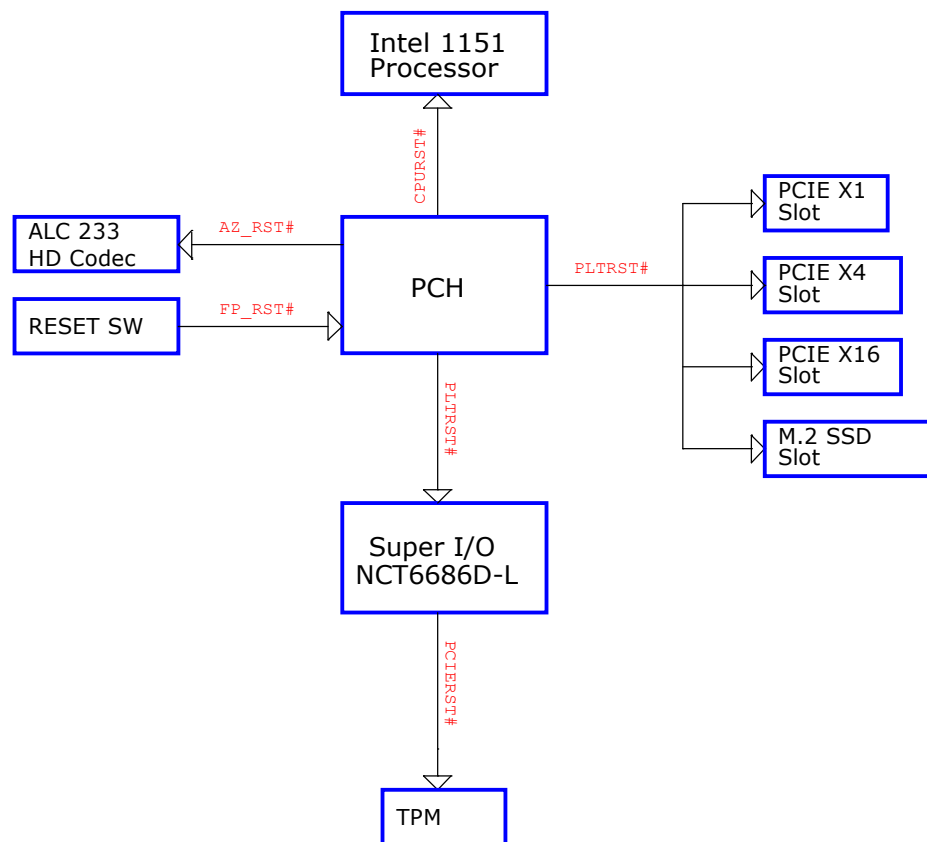 Intel 1151
Processor
CPURST#
ALC 233
HD Codec
AZ_RST#
RESET SW
FP_RST#
PCH
PLTRST#
PCIE X1
Slot
PCIE X4
Slot
PCIE X16
Slot
M.2 SSD
Slot
PLTRST#
Super I/O
NCT6686D-L
PCIERST#
TPM